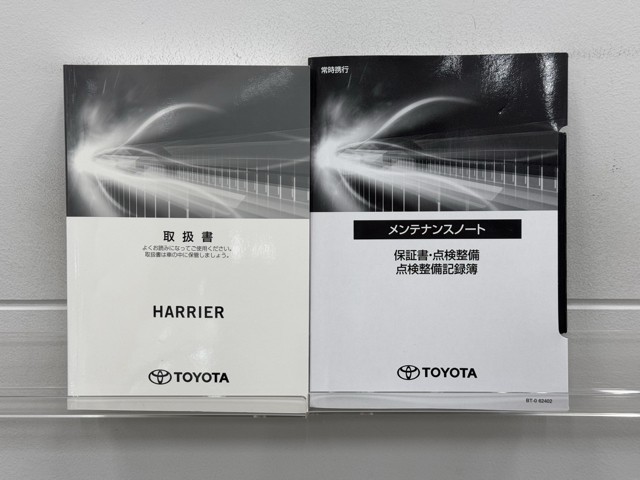 取扱書
よくお読みになってご使用ください。
取扱書は車の中に保管しましょう。
HARRIER
TOYOTA
常時携行
メンテナンスノート
保証書・点検整備
点検整備記録簿
TOYOTA
BT-0 62402